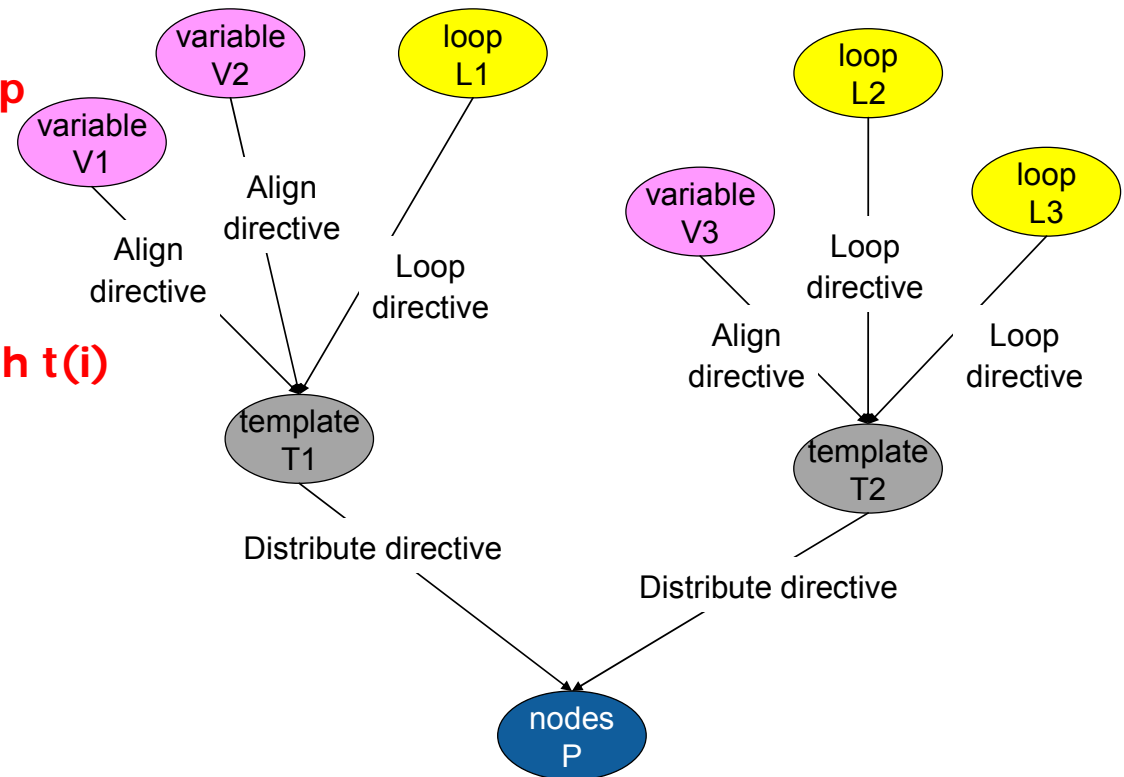 variable
V2
loop
L1
loop
L2
p
variable
V1
loop
L3
variable
V3
Align
directive
Align
directive
Loop
directive
Loop
directive
Align
directive
Loop
directive
h t(i)
template
T1
template
T2
Distribute directive
Distribute directive
nodes
P